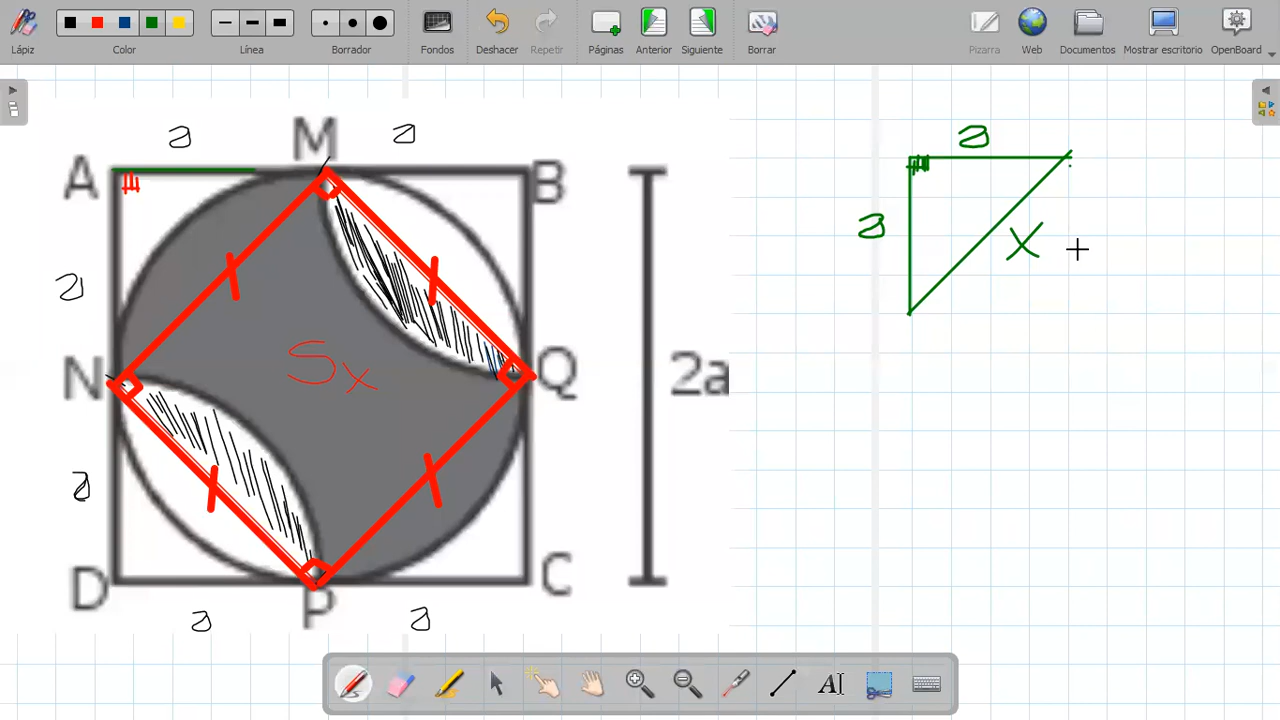 Lápiz
Color
Línea
Borrador
Fondos
Deshacer
Repetir
Páginas
Anterior
Siguiente
Borrar
Pizarra
Web
Documentos
Mostrar escritorio
OpenBoard
a
M
a
A
B
a
a
a
X
N
Sx
Q
2a
a
D
P
C
a
a